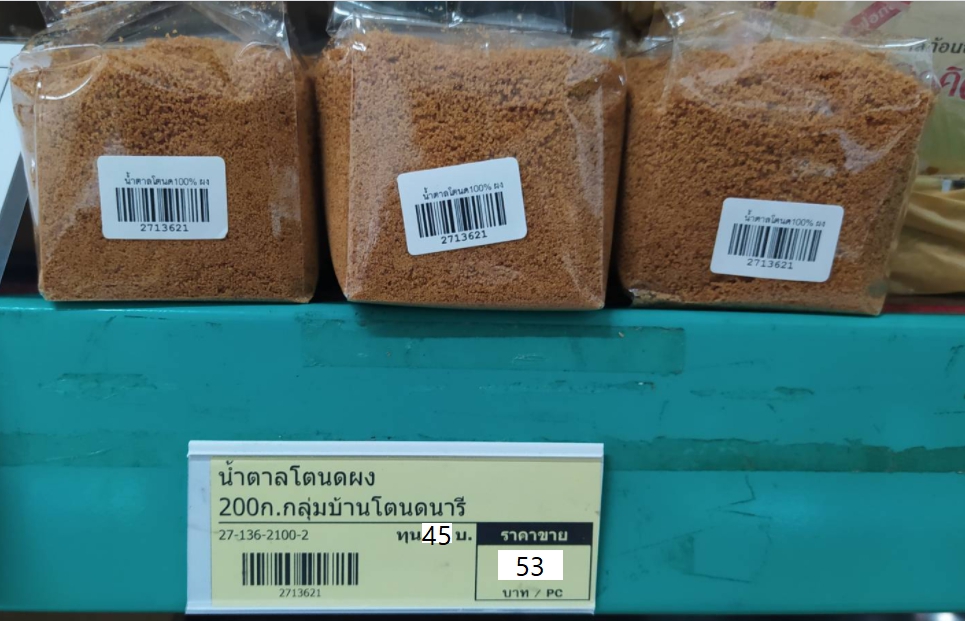 น้ำตาลโตนด100% ผง
2713621
น้ำตาลโตนด100% ผง
2713621
น้ำตาลโตนด100% ผง
2713621
น้ำตาลโตนดผง
200ก.กลุ่มบ้านโตนดนารี
27-136-2100-2 ทุน45บ. ราคาขาย
53
2713621 บาท / PC